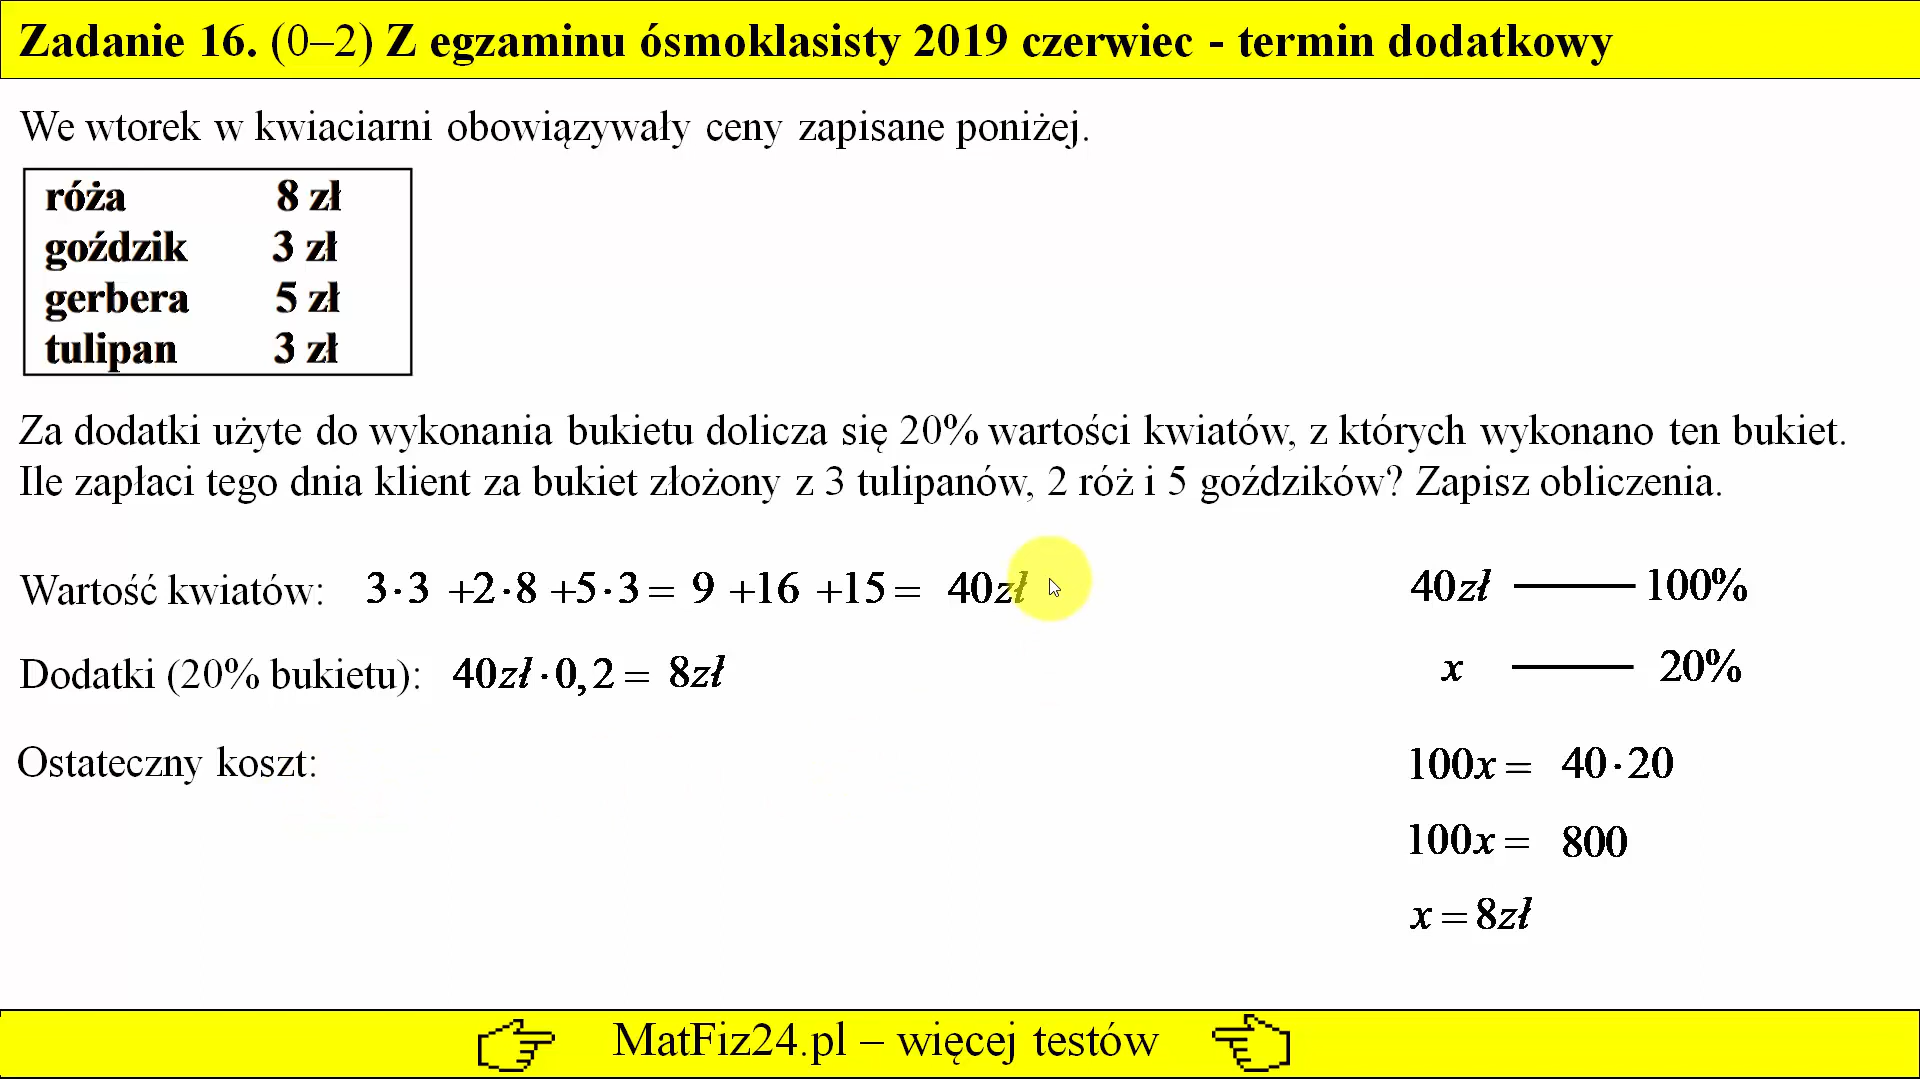 Zadanie 16. (0–2) Z egzaminu ósmoklasisty 2019 czerwiec - termin dodatkowy
We wtorek w kwiaciarni obowiązywały ceny zapisane poniżej.
róża 8 zł
goździk 3 zł
gerbera 5 zł
tulipan 3 zł
Za dodatki użyte do wykonania bukietu dolicza się 20% wartości kwiatów, z których wykonano ten bukiet.
Ile zapłaci tego dnia klient za bukiet złożony z 3 tulipanów, 2 róż i 5 goździków? Zapisz obliczenia.
Wartość kwiatów: 3·3 +2·8 +5·3 = 9 +16 +15 = 40zł
Dodatki (20% bukietu): 40zł·0,2 = 8zł
Ostateczny koszt:
40zł —— 100%
x —— 20%
100x = 40·20
100x = 800
x = 8zł
MatFiz24.pl – więcej testów